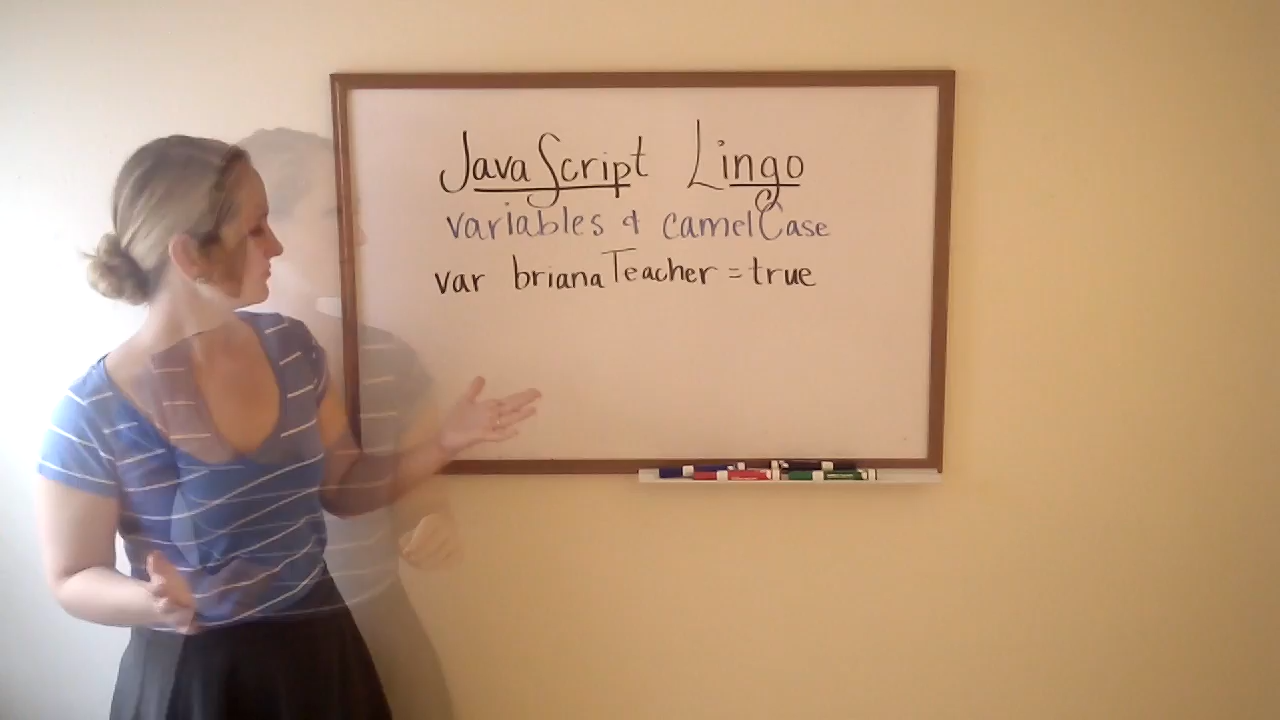 JavaScript Lingo
variables & camelCase
var brianaTeacher = true